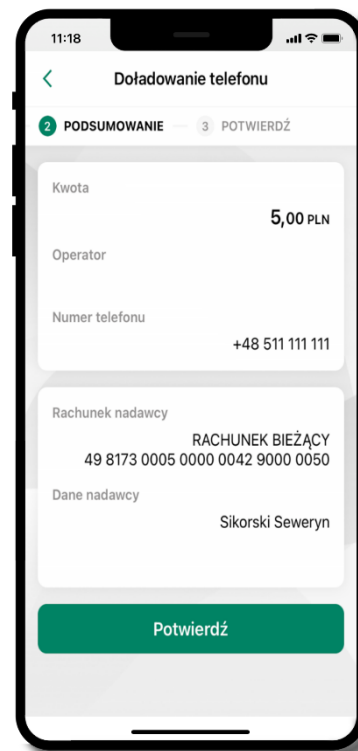 11:18
Doładowanie telefonu
2 PODSUMOWANIE 3 POTWIERDŹ
Kwota
5,00 PLN
Operator
Numer telefonu
+48 511 111 111
Rachunek nadawcy
RACHUNEK BIEŻĄCY
49 8173 0005 0000 0042 9000 0050
Dane nadawcy
Sikorski Seweryn
Potwierdź